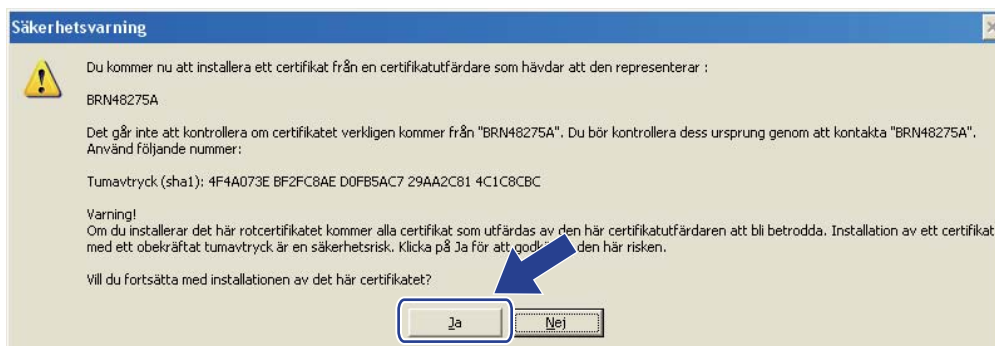 Säkerhetsvarning
Du kommer nu att installera ett certifikat från en certifikatutfärdare som hävdar att den representerar :
BRN48275A
Det går inte att kontrollera om certifikatet verkligen kommer från "BRN48275A". Du bör kontrollera dess ursprung genom att kontakta "BRN48275A".
Använd följande nummer:
Tumavtryck (sha1): 4F4A073E BF2FC8AE D0FB5AC7 29AA2C81 4C1C8CBC
Varning!
Om du installerar det här rotcertifikatet kommer alla certifikat som utfärdas av den här certifikatutfärdaren att bli betrodda. Installation av ett certifikat
med ett obekräftat tumavtryck är en säkerhetsrisk. Klicka på Ja för att den här risken.
Vill du fortsätta med installationen av det här certifikatet?
Ja
Nej